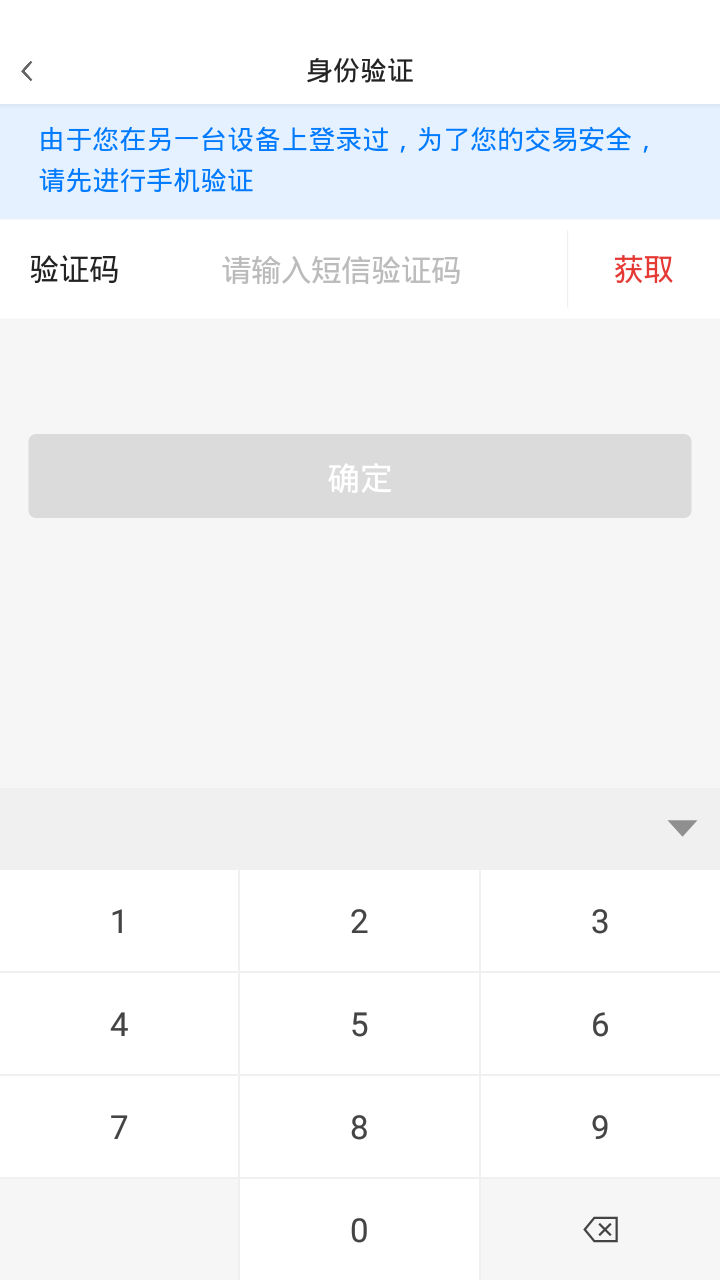 身份验证
由于您在另一台设备上登录过，为了您的交易安全，
请先进行手机验证
验证码 请输入短信验证码 获取
确定
1 2 3
4 5 6
7 8 9
0